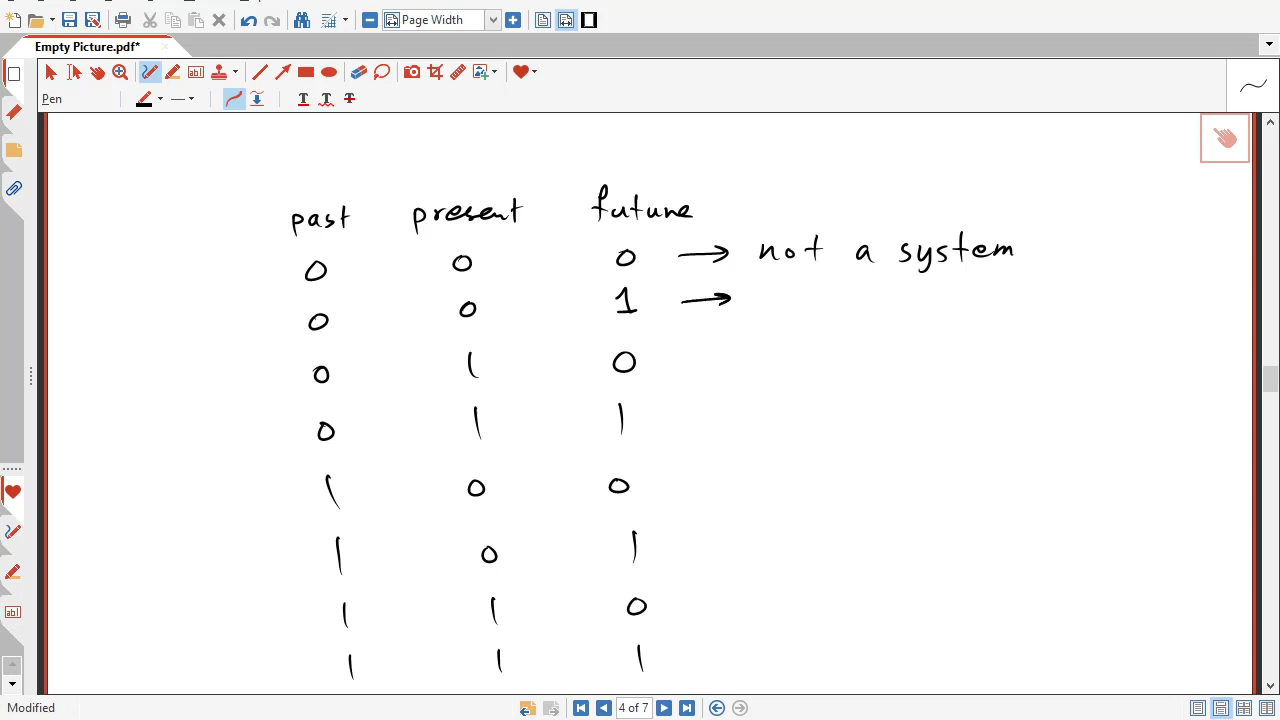 Page Width
Empty Picture.pdf*
Pen
past present future
0 0 0 → not a system
0 0 1 →
0 1 0
0 1 1
1 0 0
1 0 1
1 1 0
1 1 1
Modified
4 of 7